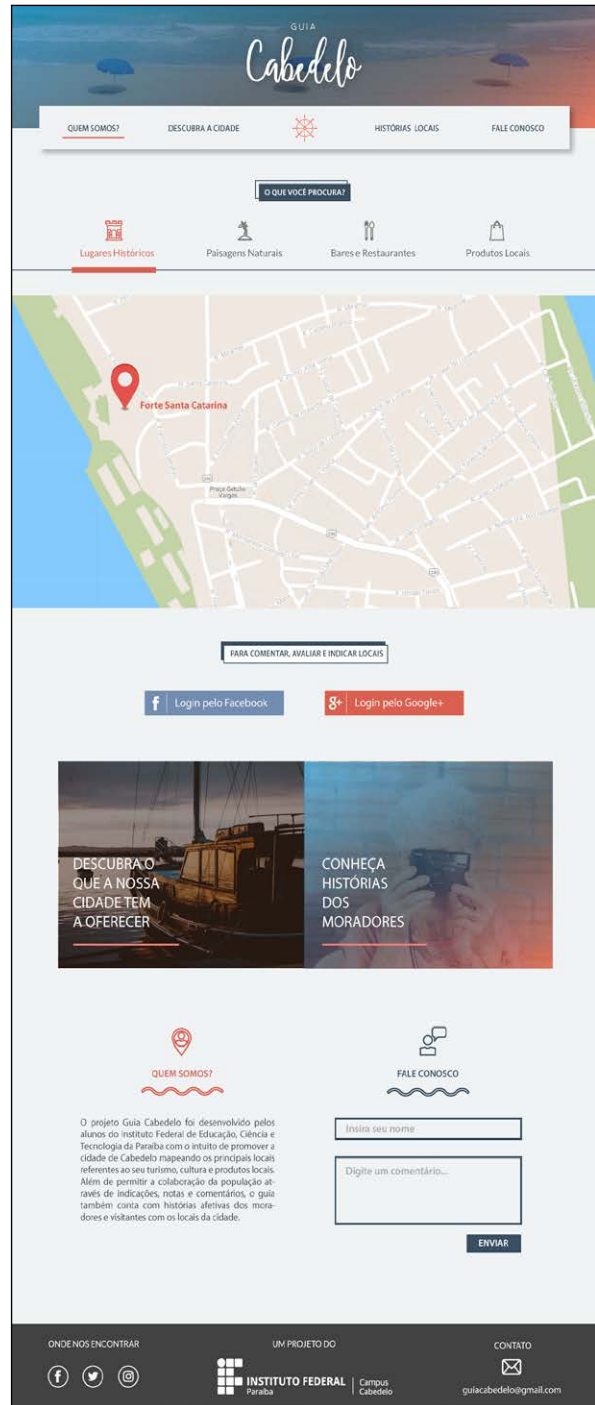 GUIA
Cabedelo
QUEM SOMOS?
DESCUBRA A CIDADE
HISTÓRIAS LOCAIS
FALE CONOSCO
O QUE VOCÊ PROCURA?
Lugares Históricos
Paisagens Naturais
Bares e Restaurantes
Produtos Locais
Forte Santa Catarina
Praça Getúlio
Vargas
PARA COMENTAR, AVALIAR E INDICAR LOCAIS
f Login pelo Facebook
g+ Login pelo Google+
DESCUBRA O
QUE A NOSSA
CIDADE TEM
A OFERECER
CONHEÇA
HISTÓRIAS
DOS
MORADORES
QUEM SOMOS?
O projeto Guia Cabedelo foi desenvolvido pelos
alunos do Instituto Federal de Educação, Ciência e
Tecnologia da Paraíba com o intuito de promover a
cidade de Cabedelo mapeando os principais locais
referentes ao seu turismo, cultura e produtos locais.
Além de permitir a colaboração da população at-
ravés de indicações, notas e comentários, o guia
também conta com histórias afetivas dos mora-
dores e visitantes com os locais da cidade.
FALE CONOSCO
Insira seu nome
Digite um comentário...
ENVIAR
ONDE NOS ENCONTRAR
UM PROJETO DO
INSTITUTO FEDERAL
Paraíba
Campus
Cabedelo
CONTATO
guiacabedelo@gmail.com